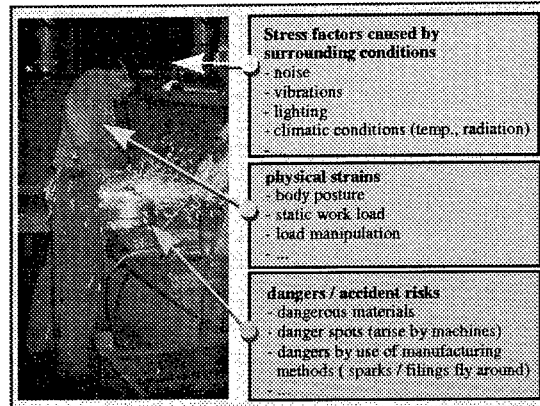 Stress factors caused by
surrounding conditions
- noise
- vibrations
- lighting
- climatic conditions (temp., radiation)
- ...
physical strains
- body posture
- static work load
- load manipulation
- ...
dangers / accident risks
- dangerous materials
- danger spots (arise by machines)
- dangers by use of manufacturing
methods ( sparks / filings fly around)
- ...